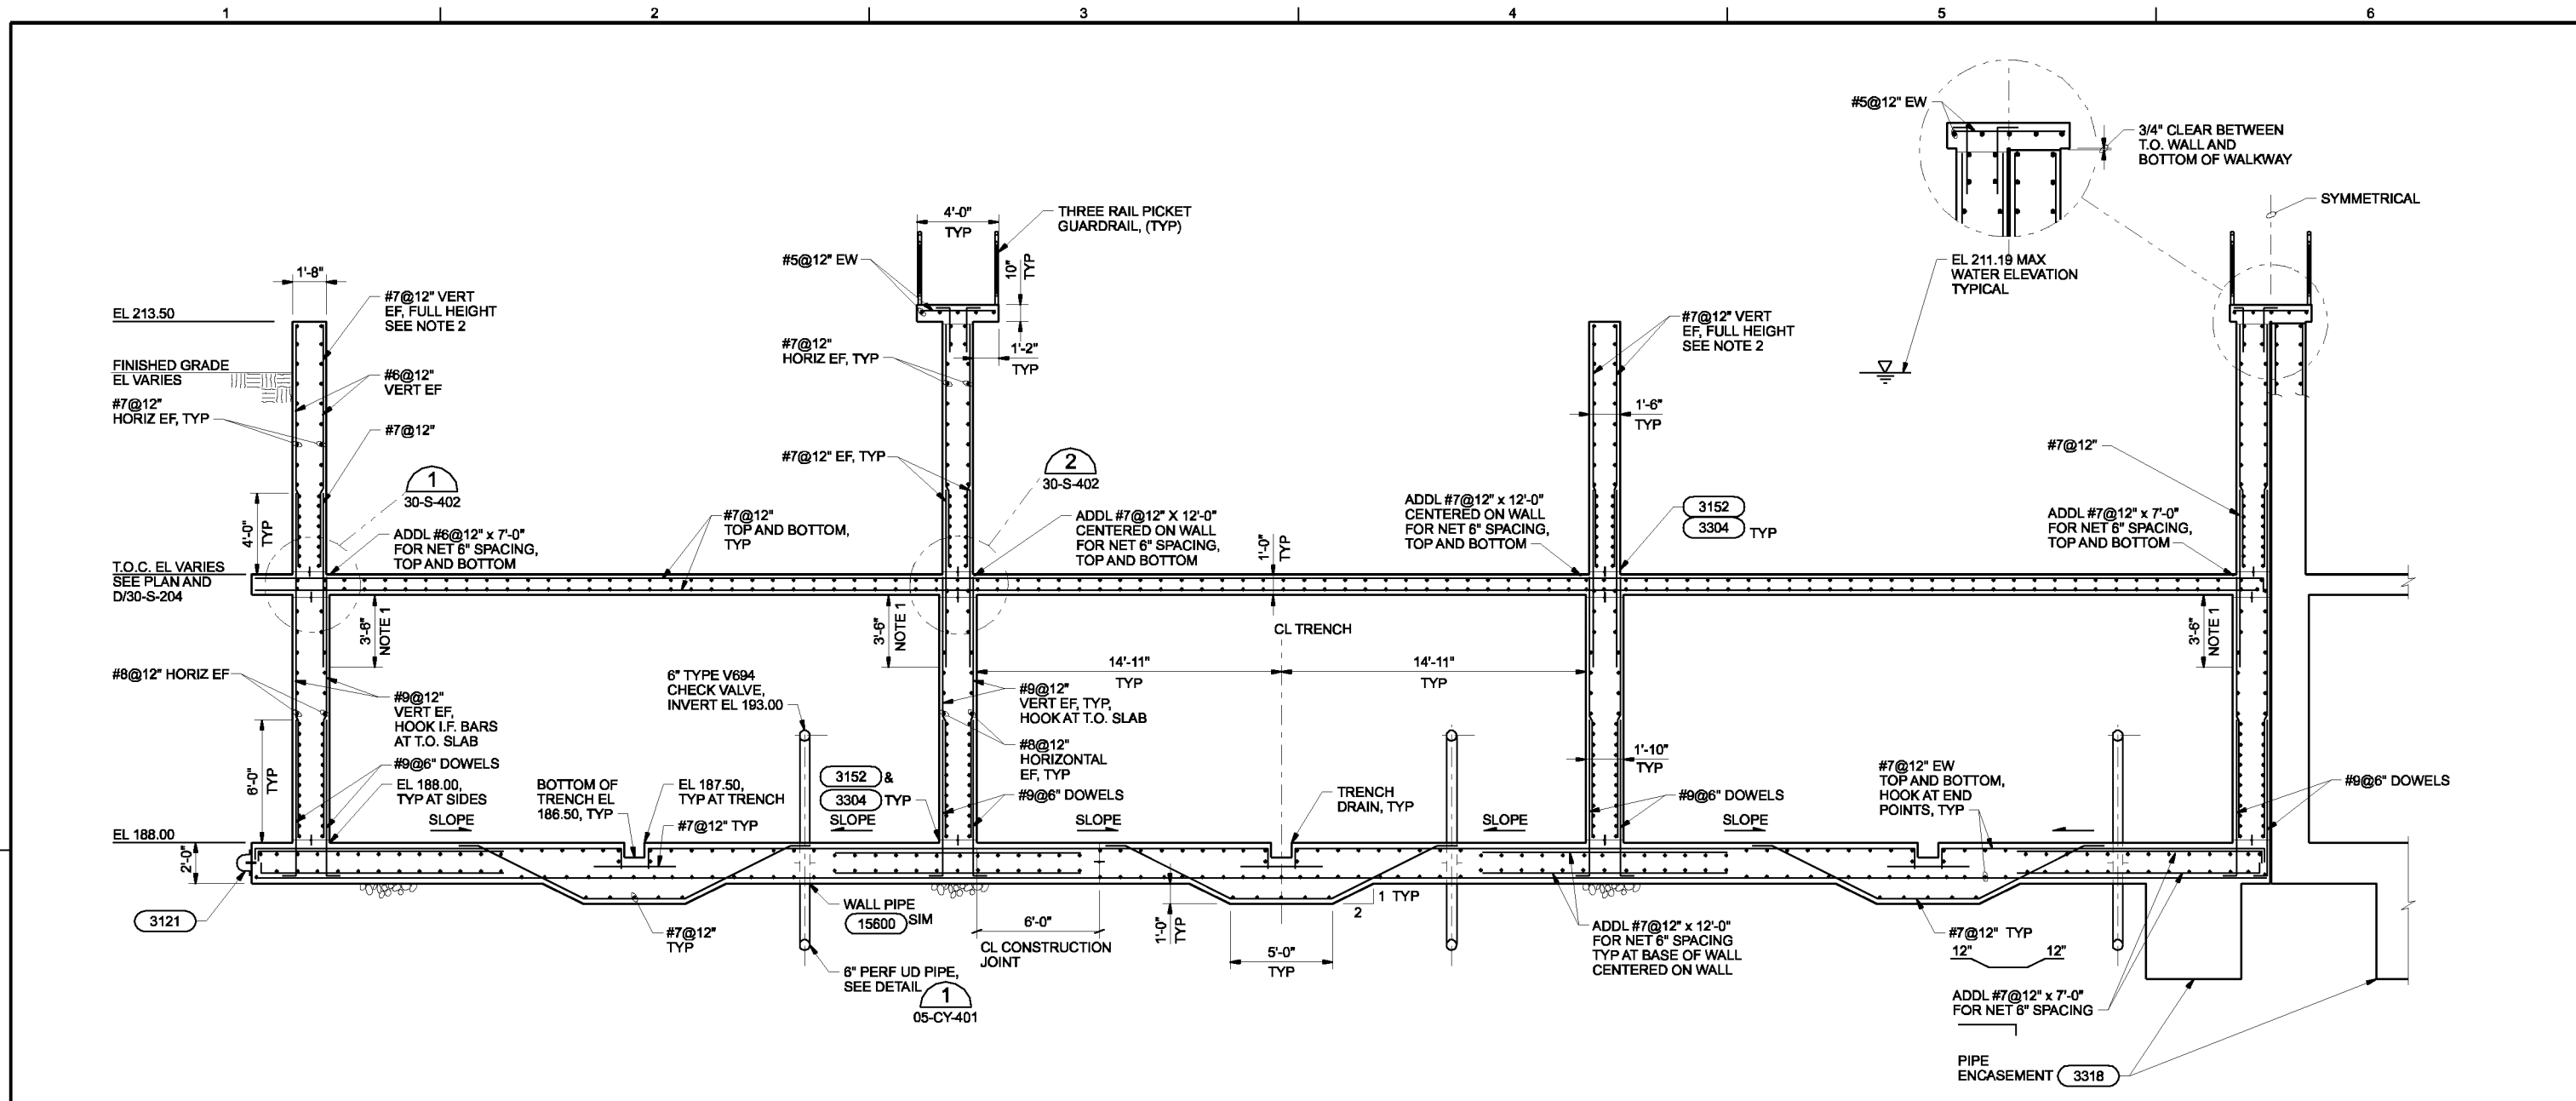 1
2
3
4
5
6
#5@12" EW
3/4" CLEAR BETWEEN
T.O. WALL AND
BOTTOM OF WALKWAY
SYMMETRICAL
4'-0"
TYP
THREE RAIL PICKET
GUARDRAIL, (TYP)
#5@12" EW
10"
TYP
EL 211.19 MAX
WATER ELEVATION
TYPICAL
1'-8"
#7@12" VERT
EF, FULL HEIGHT
SEE NOTE 2
EL 213.50
#7@12"
HORIZ EF, TYP
1'-2"
TYP
#7@12" VERT
EF, FULL HEIGHT
SEE NOTE 2
FINISHED GRADE
EL VARIES
#6@12"
VERT EF
#7@12"
HORIZ EF, TYP
#7@12"
1'-6"
TYP
#7@12"
#7@12" EF, TYP
1
30-S-402
2
30-S-402
4'-0"
TYP
ADDL #6@12" x 7'-0"
FOR NET 6" SPACING,
TOP AND BOTTOM
#7@12"
TOP AND BOTTOM,
TYP
ADDL #7@12" X 12'-0"
CENTERED ON WALL
FOR NET 6" SPACING,
TOP AND BOTTOM
1'-0"
TYP
ADDL #7@12" x 12'-0"
CENTERED ON WALL
FOR NET 6" SPACING,
TOP AND BOTTOM
3152
3304
TYP
ADDL #7@12" x 7'-0"
FOR NET 6" SPACING,
TOP AND BOTTOM
T.O.C. EL VARIES
SEE PLAN AND
D/30-S-204
3'-6"
NOTE 1
3'-6"
NOTE 1
CL TRENCH
3'-6"
NOTE 1
14'-11"
TYP
14'-11"
TYP
#8@12" HORIZ EF
#9@12"
VERT EF,
HOOK I.F. BARS
AT T.O. SLAB
6" TYPE V694
CHECK VALVE,
INVERT EL 193.00
#9@12"
VERT EF, TYP,
HOOK AT T.O. SLAB
#8@12"
HORIZONTAL
EF, TYP
1'-10"
TYP
6'-0"
TYP
#9@6" DOWELS
EL 188.00,
TYP AT SIDES
BOTTOM OF
TRENCH EL
186.50, TYP
EL 187.50,
TYP AT TRENCH
#7@12" TYP
3152 &
3304 TYP
#9@6" DOWELS
TRENCH
DRAIN, TYP
#9@6" DOWELS
#7@12" EW
TOP AND BOTTOM,
HOOK AT END
POINTS, TYP
#9@6" DOWELS
EL 188.00
SLOPE
SLOPE
SLOPE
SLOPE
SLOPE
2'-0"
3121
#7@12"
TYP
WALL PIPE
15600 SIM
6'-0"
CL CONSTRUCTION
JOINT
1'-0"
TYP
1 TYP
2
5'-0"
TYP
ADDL #7@12" x 12'-0"
FOR NET 6" SPACING
TYP AT BASE OF WALL
CENTERED ON WALL
#7@12" TYP
12"
12"
6" PERF UD PIPE,
SEE DETAIL
1
05-CY-401
ADDL #7@12" x 7'-0"
FOR NET 6" SPACING
PIPE
ENCASEMENT 3318